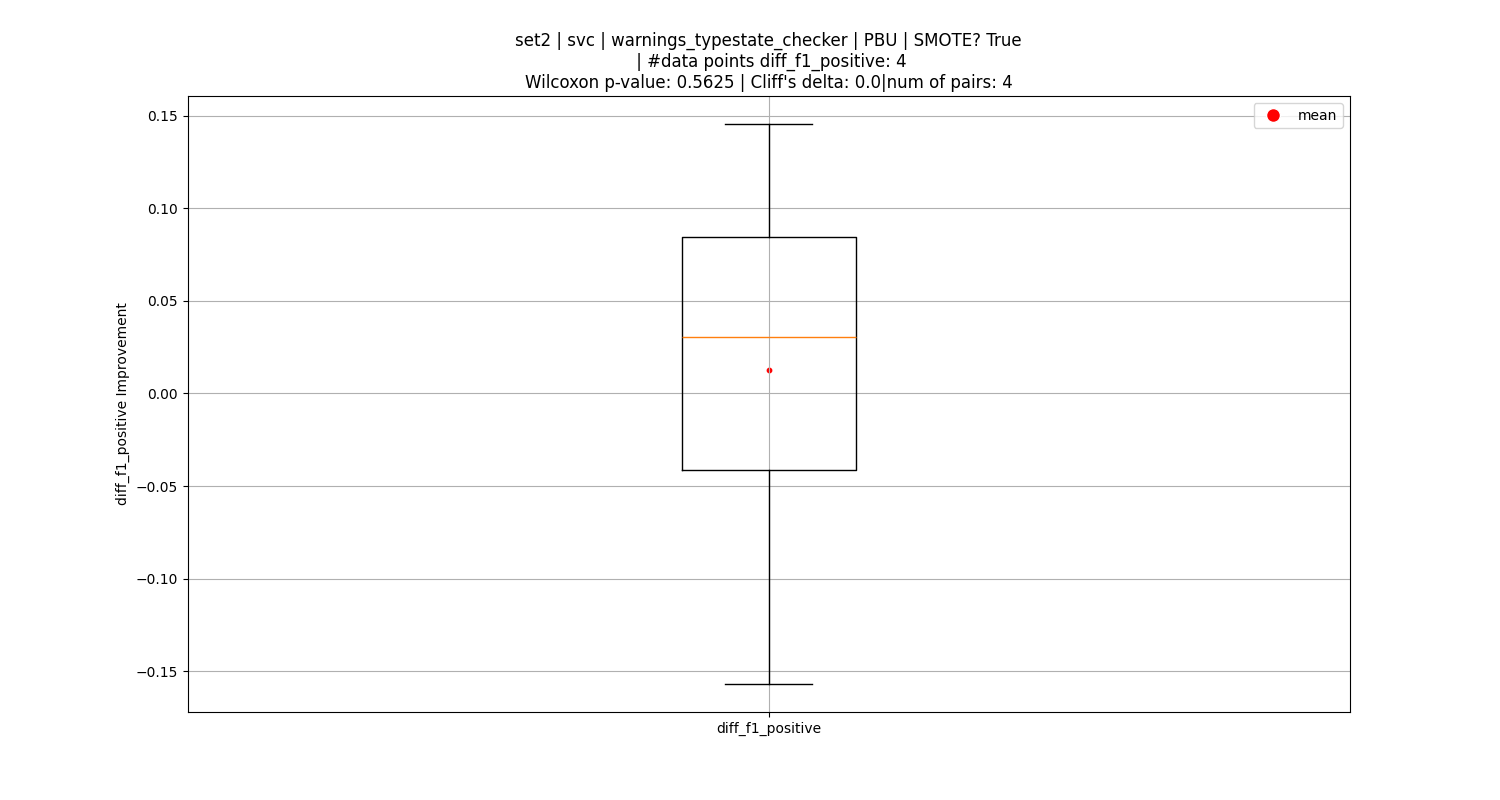 set2 | svc | warnings_typestate_checker | PBU | SMOTE? True
| #data points diff_f1_positive: 4
Wilcoxon p-value: 0.5625 | Cliff's delta: 0.0|num of pairs: 4
mean
0.15
0.10
0.05
0.00
−0.05
−0.10
−0.15
diff_f1_positive Improvement
diff_f1_positive